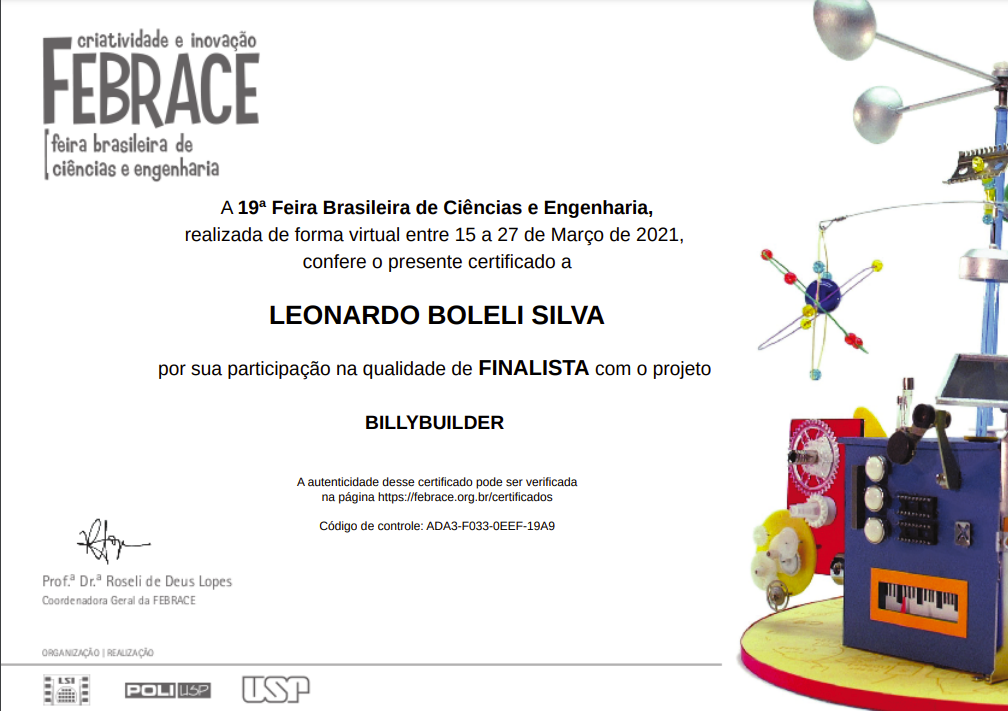 criatividade e inovação
FEBRACE
feira brasileira de
ciências e engenharia
A 19ª Feira Brasileira de Ciências e Engenharia,
realizada de forma virtual entre 15 a 27 de Março de 2021,
confere o presente certificado a
LEONARDO BOLELI SILVA
por sua participação na qualidade de FINALISTA com o projeto
BILLYBUILDER
A autenticidade desse certificado pode ser verificada
na página https://febrace.org.br/certificados
Código de controle: ADA3-F033-0EEF-19A9
Prof.ª Dr.ª Roseli de Deus Lopes
Coordenadora Geral da FEBRACE
ORGANIZAÇÃO | REALIZAÇÃO
LSI POLI USP USP